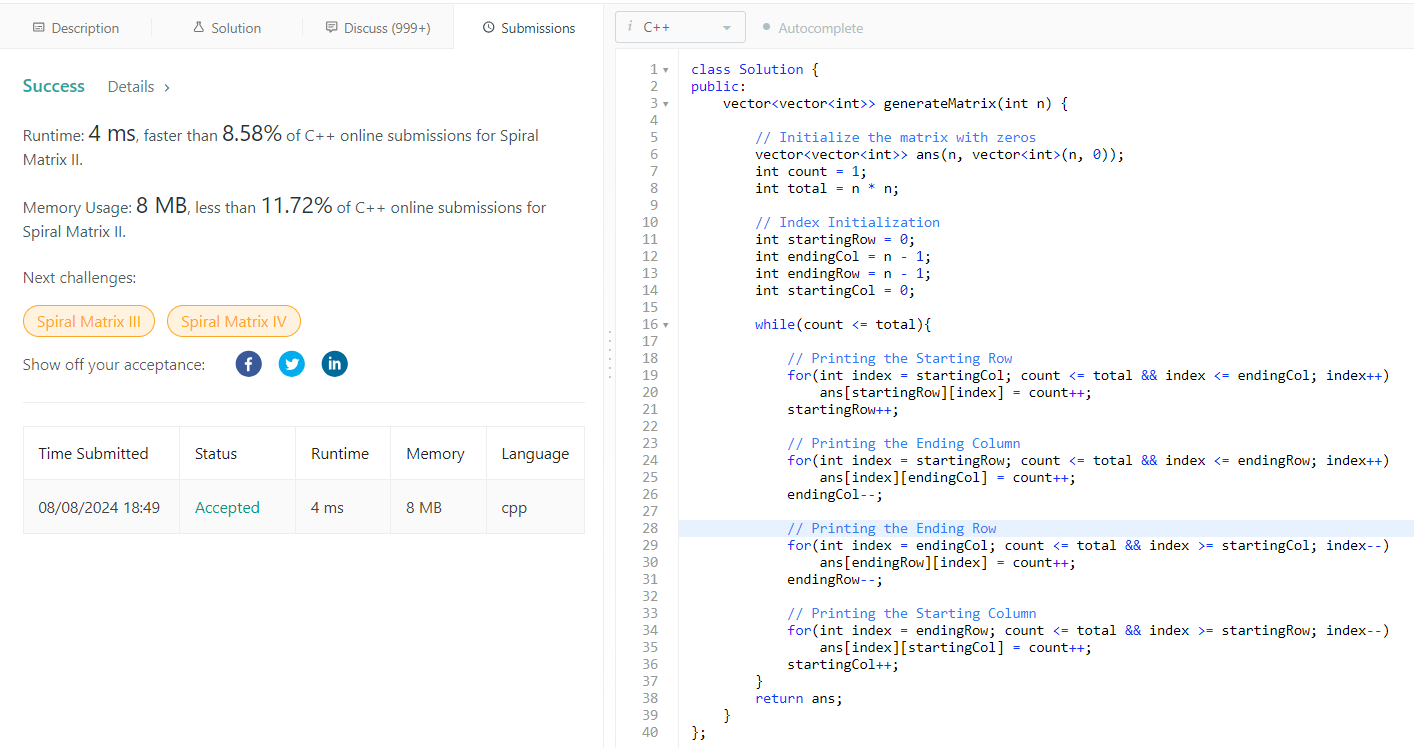 Description
Solution
Discuss (999+)
Submissions
Success Details >
Runtime: 4 ms, faster than 8.58% of C++ online submissions for Spiral
Matrix II.
Memory Usage: 8 MB, less than 11.72% of C++ online submissions for
Spiral Matrix II.
Next challenges:
Spiral Matrix III
Spiral Matrix IV
Show off your acceptance:
Time Submitted Status Runtime Memory Language
08/08/2024 18:49 Accepted 4 ms 8 MB cpp
i C++
Autocomplete
1 class Solution {
2 public:
3     vector<vector<int>> generateMatrix(int n) {
4
5         // Initialize the matrix with zeros
6         vector<vector<int>> ans(n, vector<int>(n, 0));
7         int count = 1;
8         int total = n * n;
9
10         // Index Initialization
11         int startingRow = 0;
12         int endingCol = n - 1;
13         int endingRow = n - 1;
14         int startingCol = 0;
15
16         while(count <= total){
17
18             // Printing the Starting Row
19             for(int index = startingCol; count <= total && index <= endingCol; index++)
20                 ans[startingRow][index] = count++;
21             startingRow++;
22
23             // Printing the Ending Column
24             for(int index = startingRow; count <= total && index <= endingRow; index++)
25                 ans[index][endingCol] = count++;
26             endingCol--;
27
28             // Printing the Ending Row
29             for(int index = endingCol; count <= total && index >= startingCol; index--)
30                 ans[endingRow][index] = count++;
31             endingRow--;
32
33             // Printing the Starting Column
34             for(int index = endingRow; count <= total && index >= startingRow; index--)
35                 ans[index][startingCol] = count++;
36             startingCol++;
37         }
38         return ans;
39     }
40 };